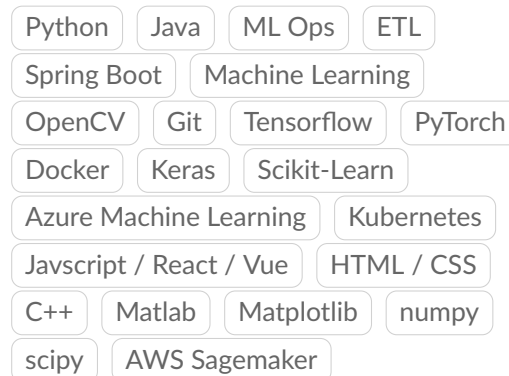 Python Java ML Ops ETL
Spring Boot Machine Learning
OpenCV Git Tensorflow PyTorch
Docker Keras Scikit-Learn
Azure Machine Learning Kubernetes
Javscript / React / Vue HTML / CSS
C++ Matlab Matplotlib numpy
scipy AWS Sagemaker